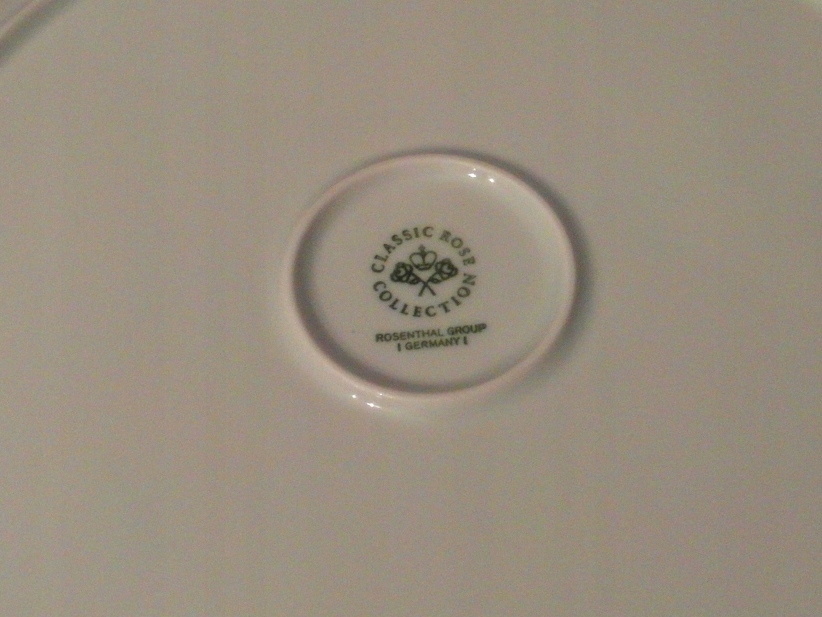 CLASSIC ROSE
COLLECTION
ROSENTHAL GROUP
| GERMANY |